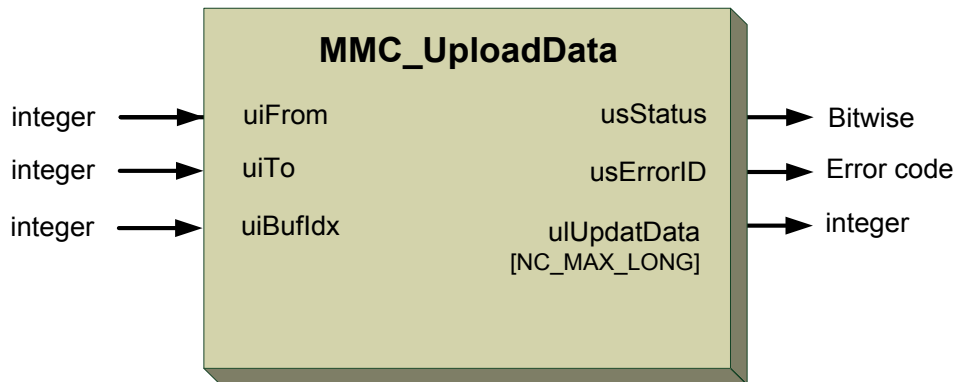 MMC_UploadData
integer uiFrom usStatus Bitwise
integer uiTo usErrorID Error code
integer uiBufIdx ulUpdatData integer
[NC_MAX_LONG]